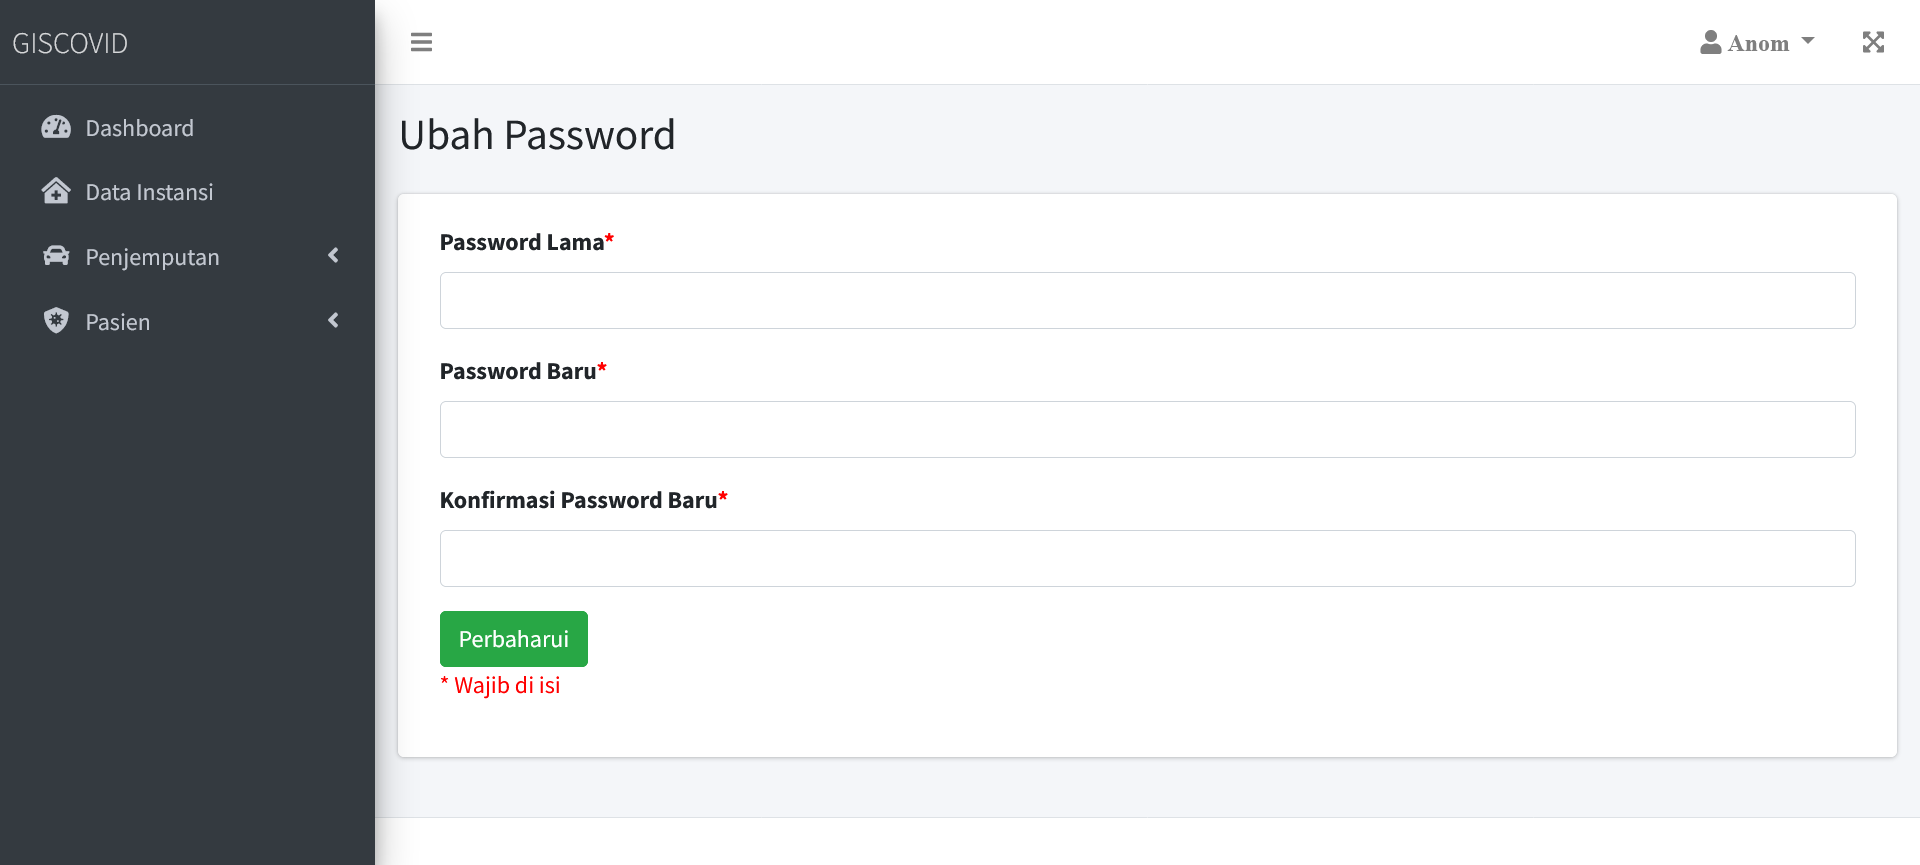 GISCOVID
Anom
Dashboard
Data Instansi
Penjemputan
Pasien
Ubah Password
Password Lama*
Password Baru*
Konfirmasi Password Baru*
Perbaharui
* Wajib di isi